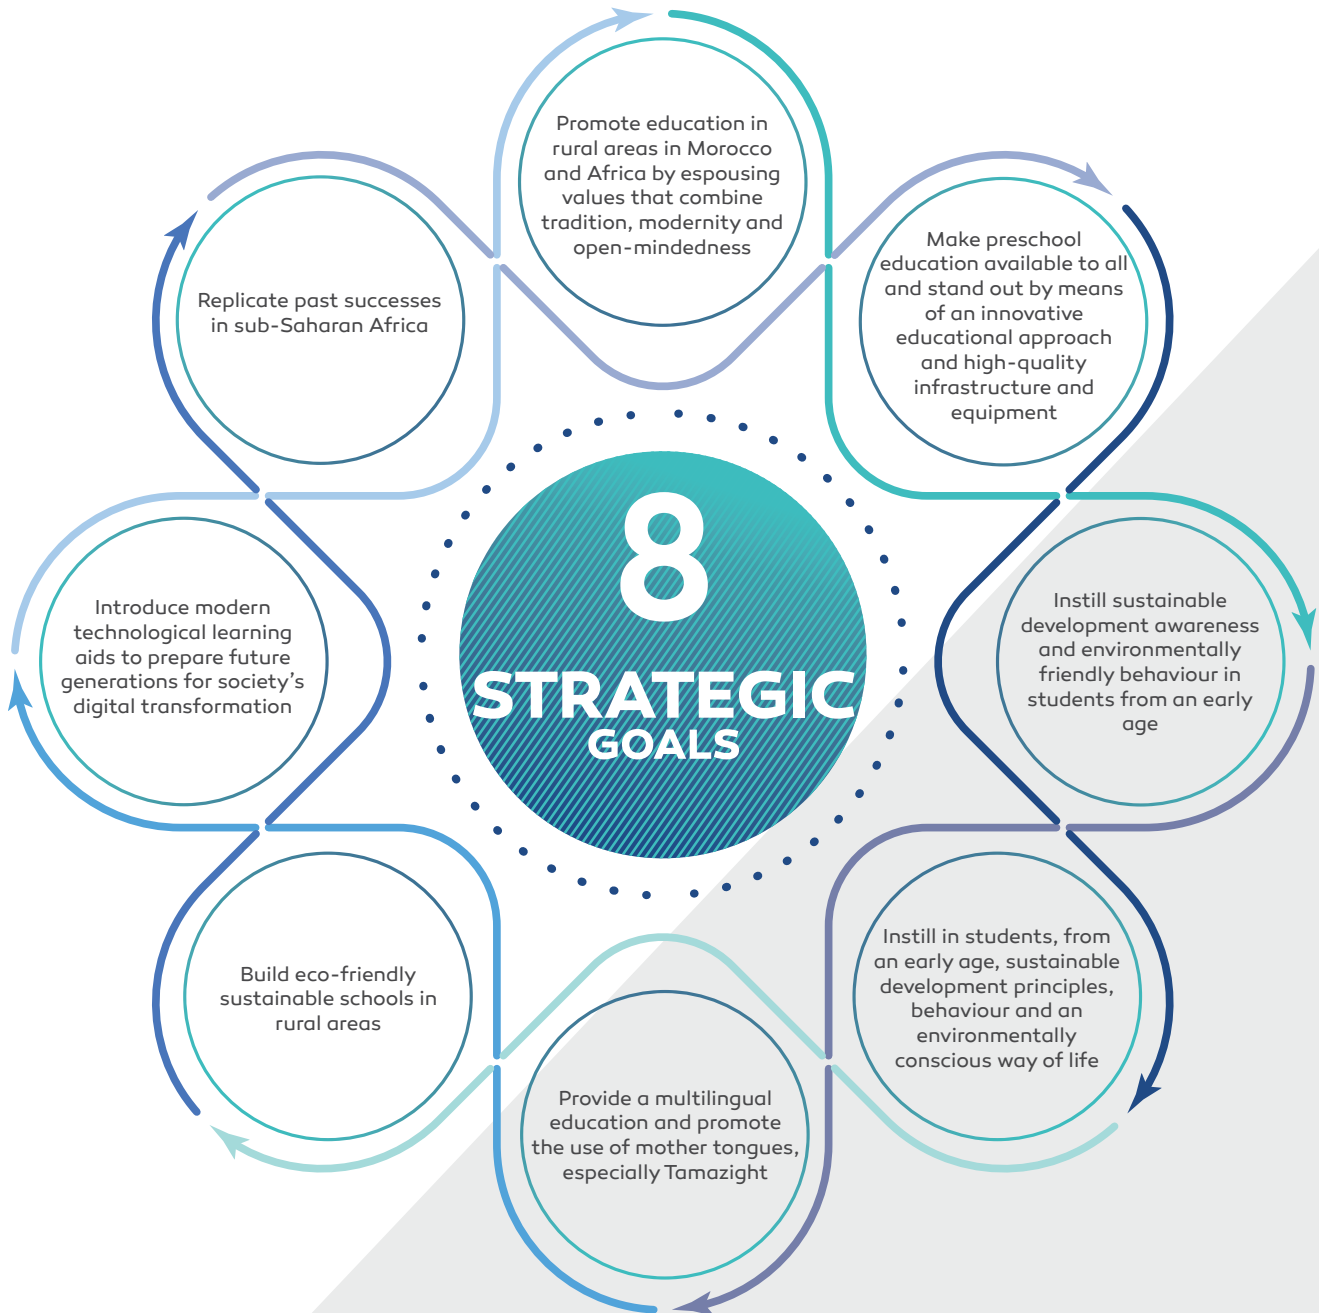 Promote education in
rural areas in Morocco
and Africa by espousing
values that combine
tradition, modernity and
open-mindedness
Make preschool
education available to all
and stand out by means
of an innovative
educational approach
and high-quality
infrastructure and
equipment
Instill sustainable
development awareness
and environmentally
friendly behaviour in
students from an early
age
Instill in students, from
an early age, sustainable
development principles,
behaviour and an
environmentally
conscious way of life
Provide a multilingual
education and promote
the use of mother tongues,
especially Tamazight
Build eco-friendly
sustainable schools in
rural areas
Introduce modern
technological learning
aids to prepare future
generations for society’s
digital transformation
Replicate past successes
in sub-Saharan Africa
8
STRATEGIC
GOALS